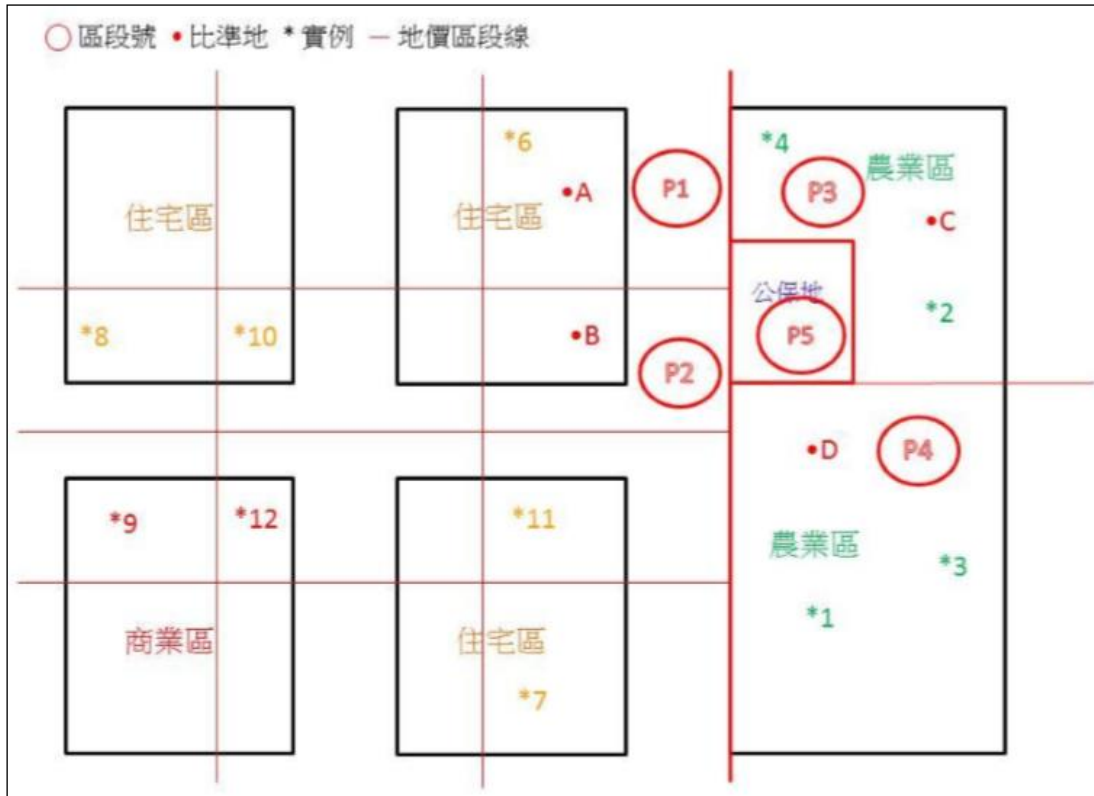 ○區段號 •比準地 *實例 —地價區段線
*6 *4 農業區
•A P1 P3
住宅區 住宅區 •C
公保地 *2
*8 *10 •B P5
P2
•D P4
*9 *12 *11
農業區 *3
*1
商業區 住宅區
*7